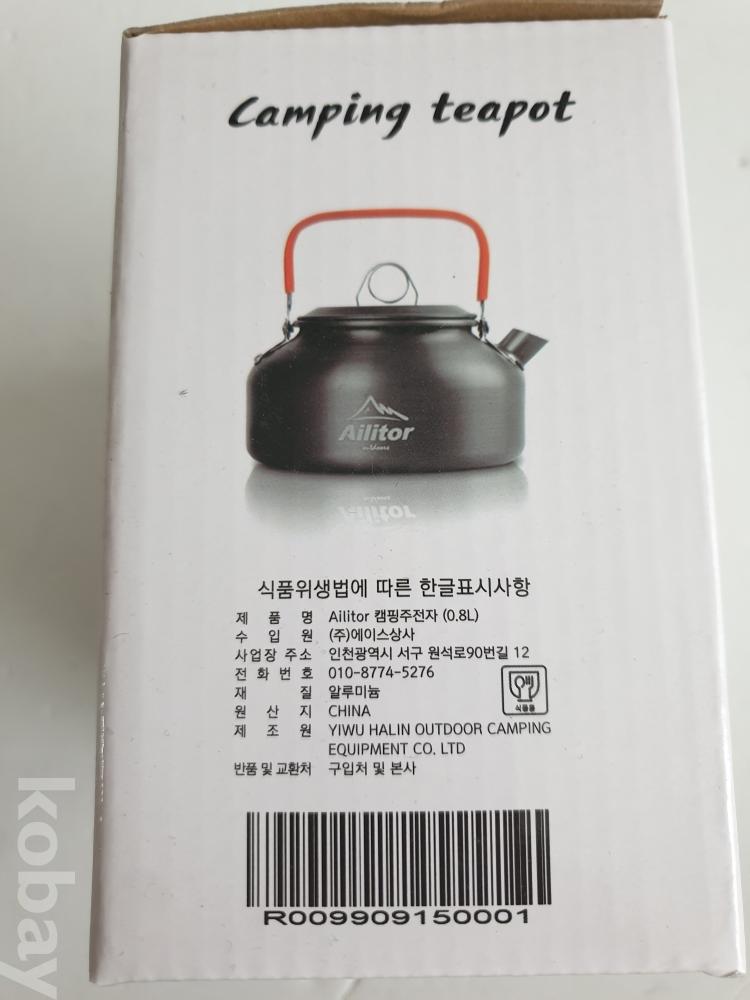 Camping teapot
Ailitor
outdoors
식품위생법에 따른 한글표시사항
제 품 명 Ailitor 캠핑주전자 (0.8L)
수 입 원 (주)에이스상사
사업장 주소 인천광역시 서구 원석로90번길 12
전 화 번 호 010-8774-5276
재 질 알루미늄
원 산 지 CHINA
제 조 원 YIWU HALIN OUTDOOR CAMPING
EQUIPMENT CO. LTD
반품 및 교환처 구입처 및 본사
식품용
R009909150001
kobay